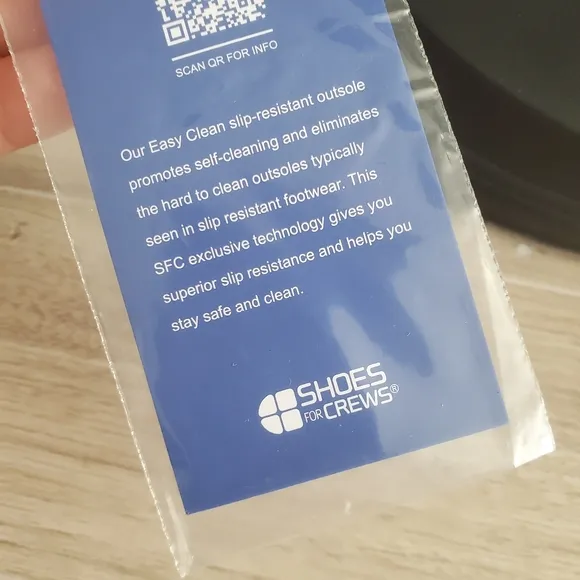 SCAN QR FOR INFO
Our Easy Clean slip-resistant outsole
promotes self-cleaning and eliminates
the hard to clean outsoles typically
seen in slip resistant footwear. This
SFC exclusive technology gives you
superior slip resistance and helps you
stay safe and clean.
SHOES
FOR CREWS®